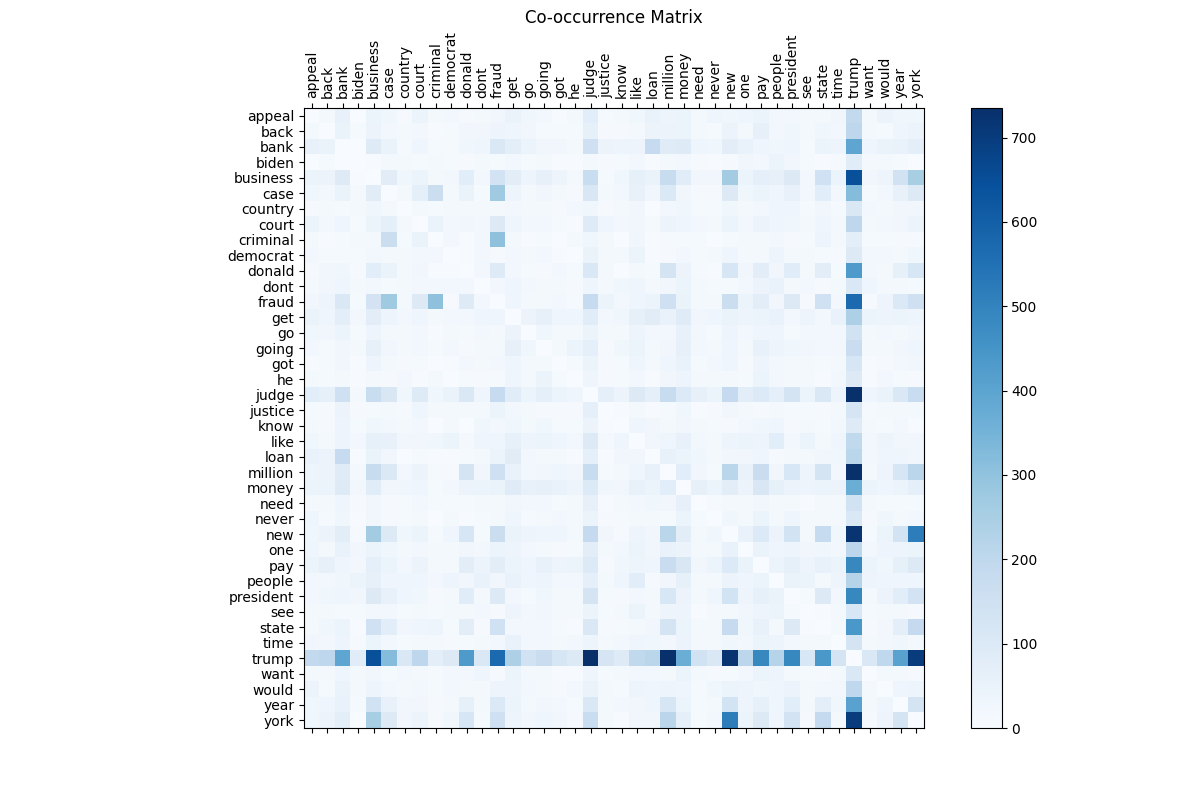 Co-occurrence Matrix
appeal back bank biden business case country court criminal democrat donald dont fraud get go going got he judge justice know like loan million money need never new one pay people president see state time trump want would year york
appeal
back
bank
biden
business
case
country
court
criminal
democrat
donald
dont
fraud
get
go
going
got
he
judge
justice
know
like
loan
million
money
need
never
new
one
pay
people
president
see
state
time
trump
want
would
year
york
700
600
500
400
300
200
100
0